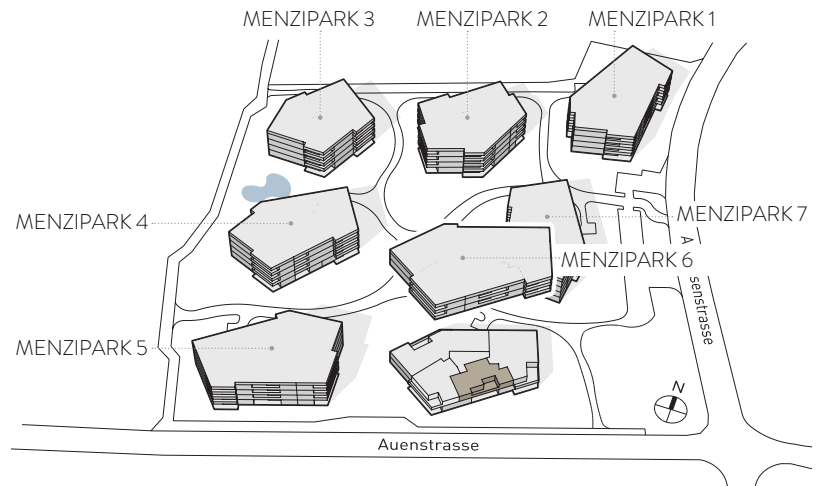 MENZIPARK 3
MENZIPARK 2
MENZIPARK 1
MENZIPARK 4
MENZIPARK 7
MENZIPARK 6
senstrasse
MENZIPARK 5
N
Auenstrasse